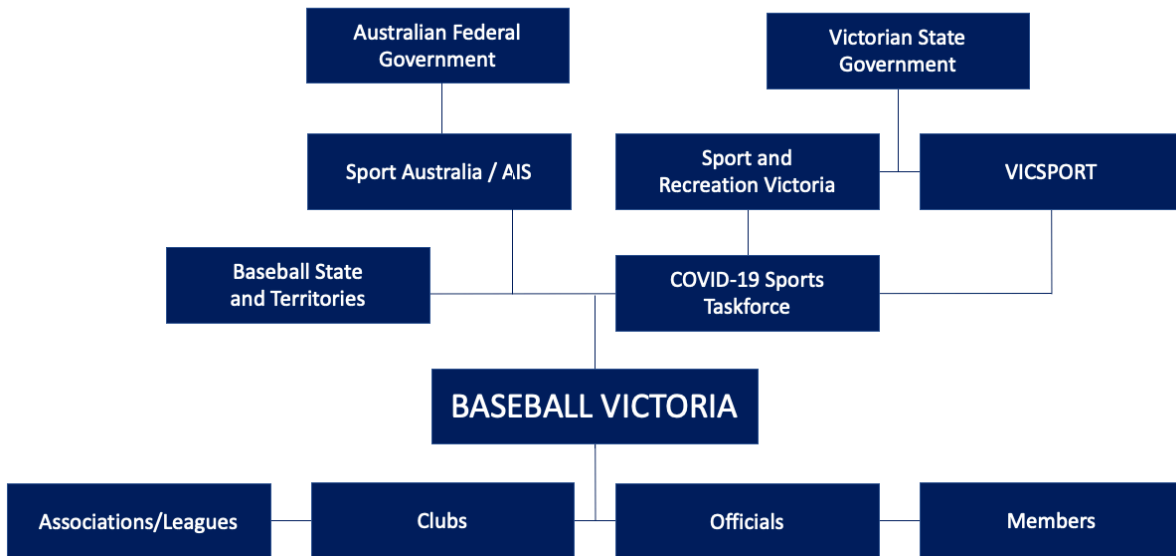 Australian Federal
Government
Victorian State
Government
Sport Australia / AIS
Sport and
Recreation Victoria
VICSPORT
Baseball State
and Territories
COVID-19 Sports
Taskforce
BASEBALL VICTORIA
Associations/Leagues
Clubs
Officials
Members